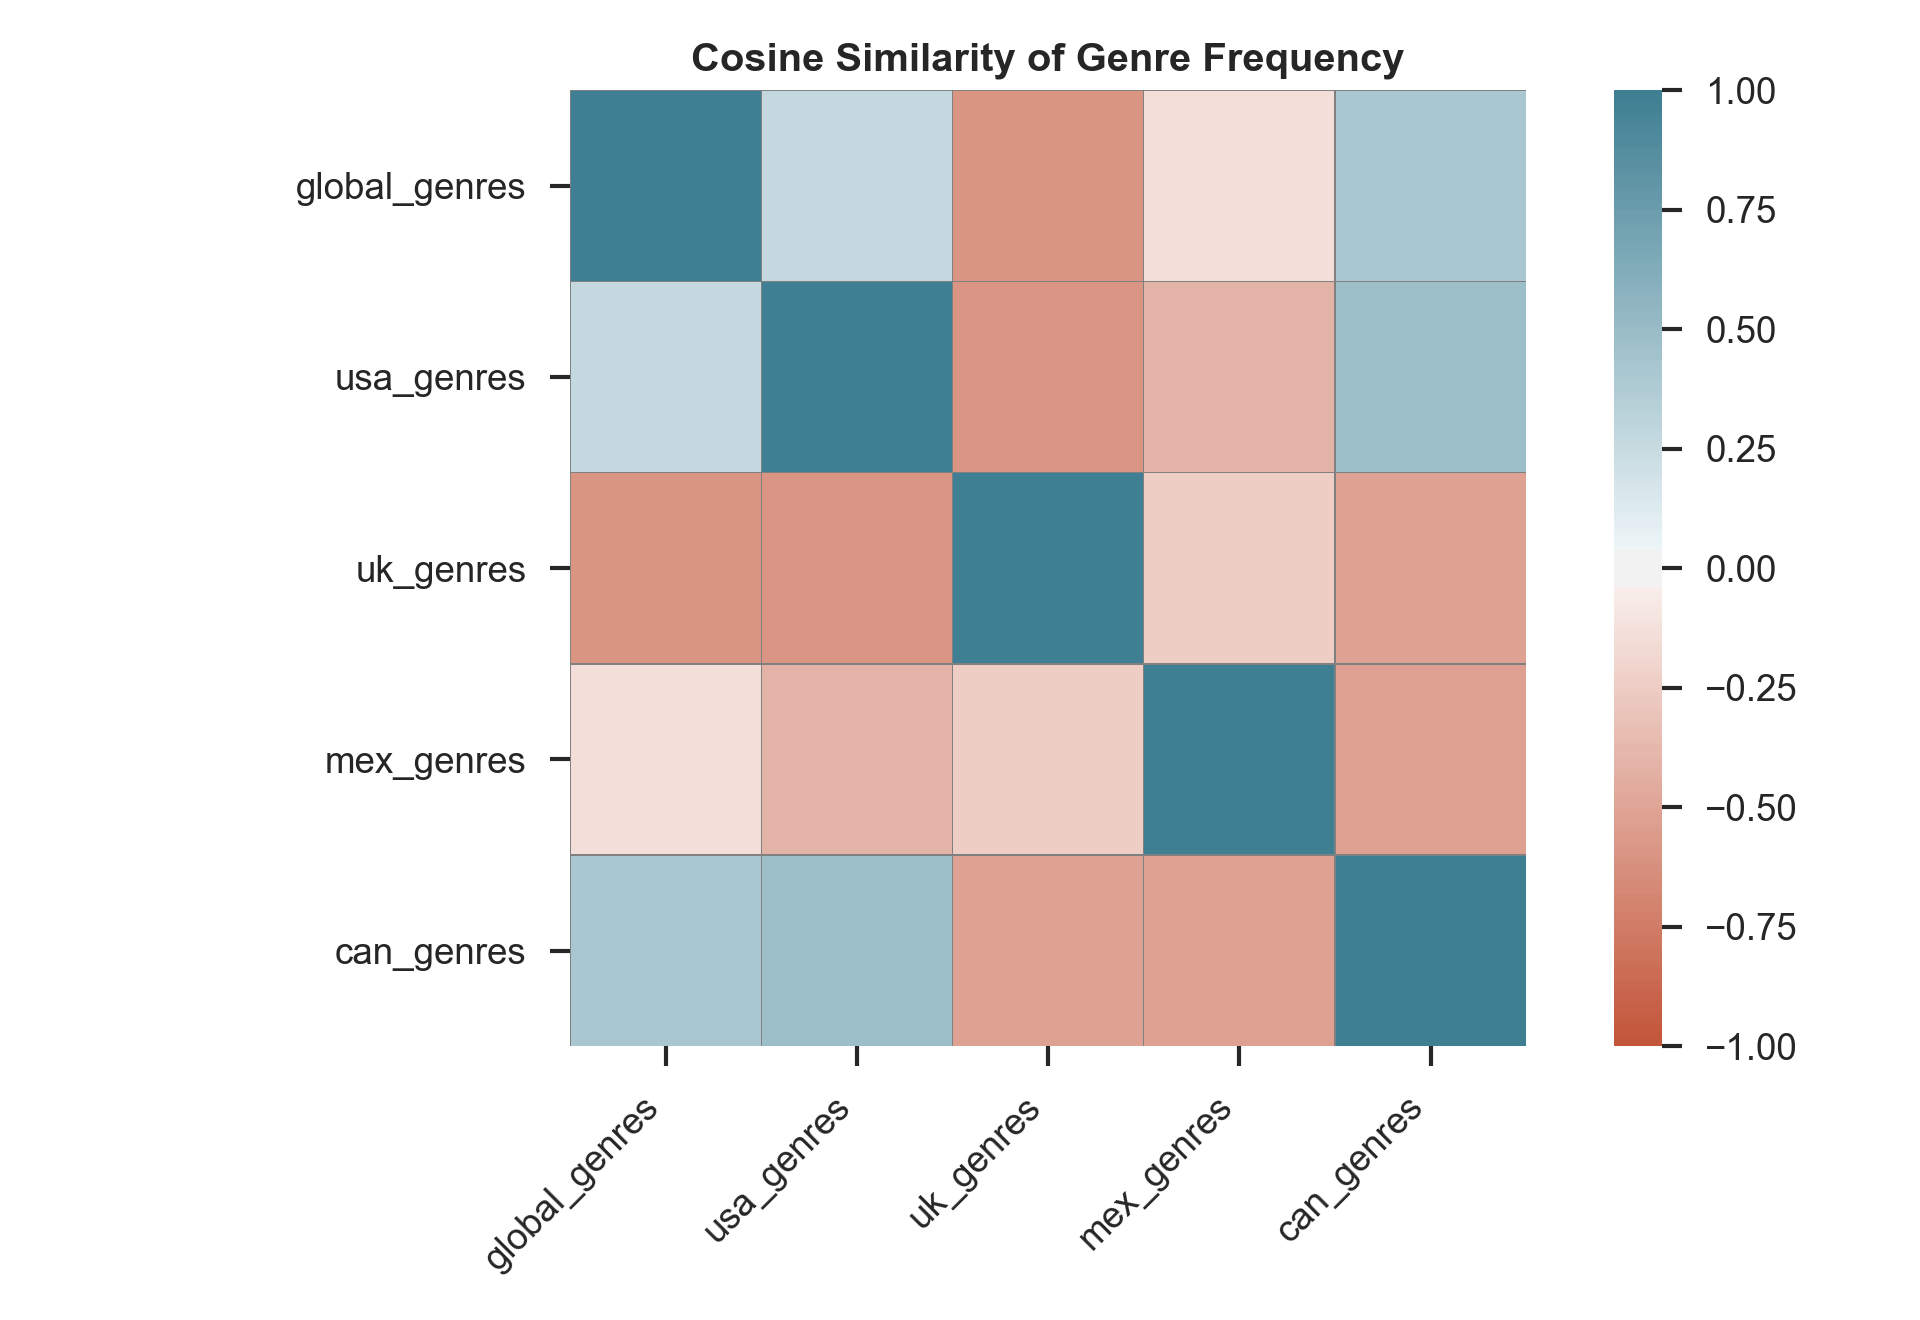 Cosine Similarity of Genre Frequency
global_genres
usa_genres
uk_genres
mex_genres
can_genres
global_genres
usa_genres
uk_genres
mex_genres
can_genres
1.00
0.75
0.50
0.25
0.00
−0.25
−0.50
−0.75
−1.00